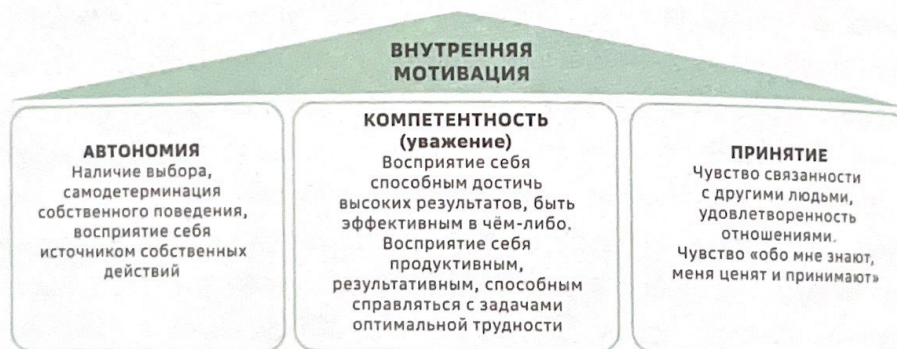 ВНУТРЕННЯЯ
МОТИВАЦИЯ
АВТОНОМИЯ
Наличие выбора,
самодетерминация
собственного поведения,
восприятие себя
источником собственных
действий
КОМПЕТЕНТНОСТЬ
(уважение)
Восприятие себя
способным достичь
высоких результатов, быть
эффективным в чём-либо.
Восприятие себя
продуктивным,
результативным, способным
справляться с задачами
оптимальной трудности
ПРИНЯТИЕ
Чувство связанности
с другими людьми,
удовлетворенность
отношениями.
Чувство «обо мне знают,
меня ценят и принимают»